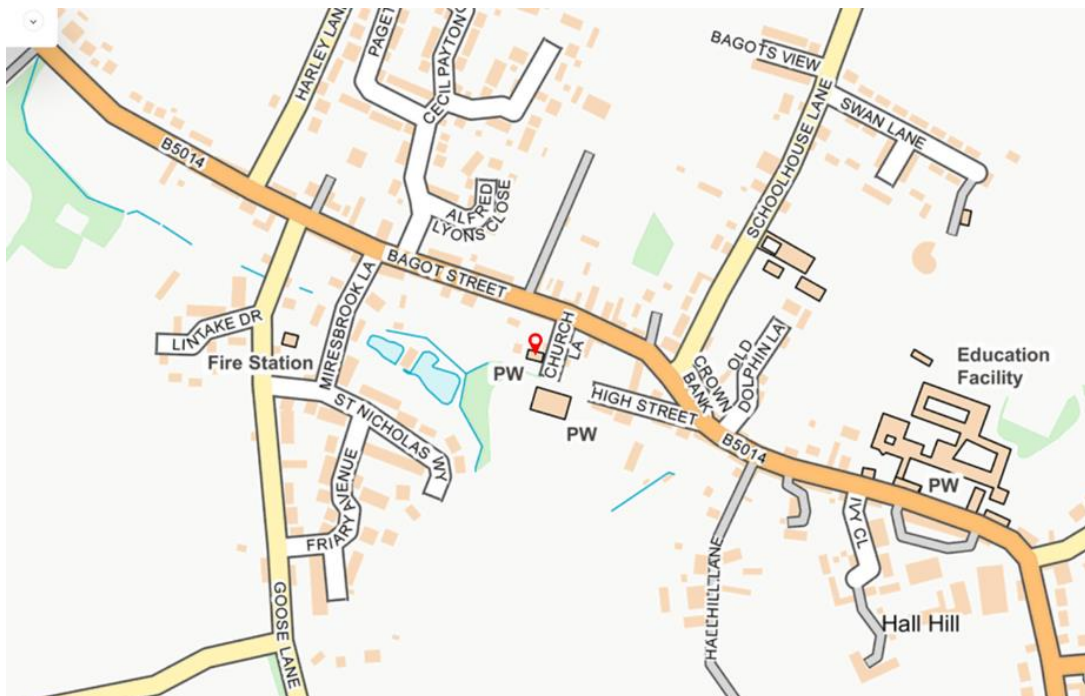 HARLEY LANE
PAGET
CECIL PAYTON
BAGOTS VIEW
SWAN LANE
SCHOOLHOUSE LANE
B5014
ALFRED
LYONS CLOSE
BAGOT STREET
MIRESBROOK LA
LINTAKE DR
Fire Station
CHURCH
LA
PW
OLD
DOLPHIN LA
CROWN
BANK
HIGH STREET
PW
Education
Facility
B5014
PW
ST NICHOLAS WY
FRIARY AVENUE
IVY CL
HALLHILL LANE
GOOSE LANE
Hall Hill